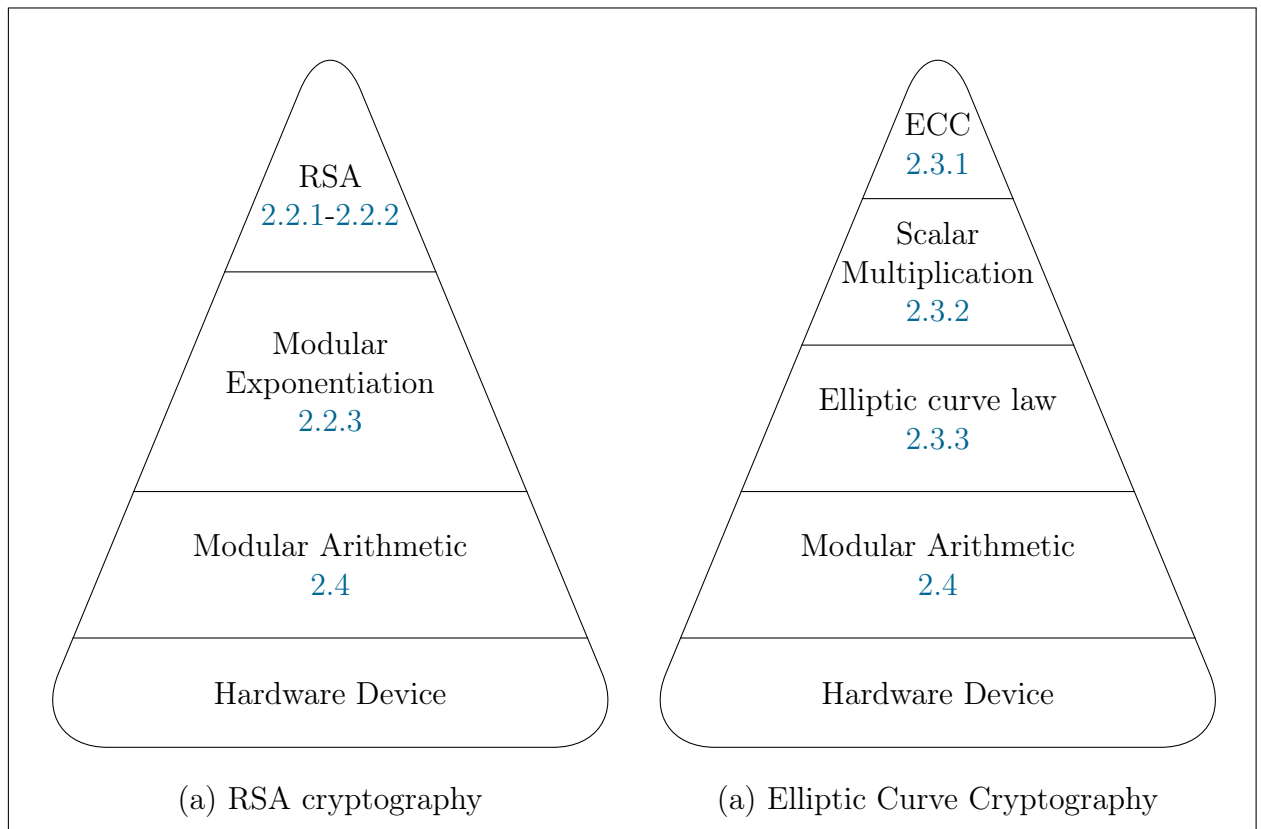 RSA
2.2.1-2.2.2
Modular
Exponentiation
2.2.3
Modular Arithmetic
2.4
Hardware Device
(a) RSA cryptography
ECC
2.3.1
Scalar
Multiplication
2.3.2
Elliptic curve law
2.3.3
Modular Arithmetic
2.4
Hardware Device
(a) Elliptic Curve Cryptography